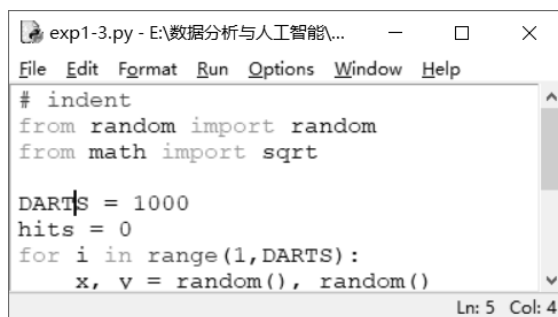 exp1-3.py - E:\数据分析与人工智能\...
File Edit Format Run Options Window Help
# indent
from random import random
from math import sqrt
DARTS = 1000
hits = 0
for i in range(1,DARTS):
x, y = random(), random()
Ln: 5 Col: 4